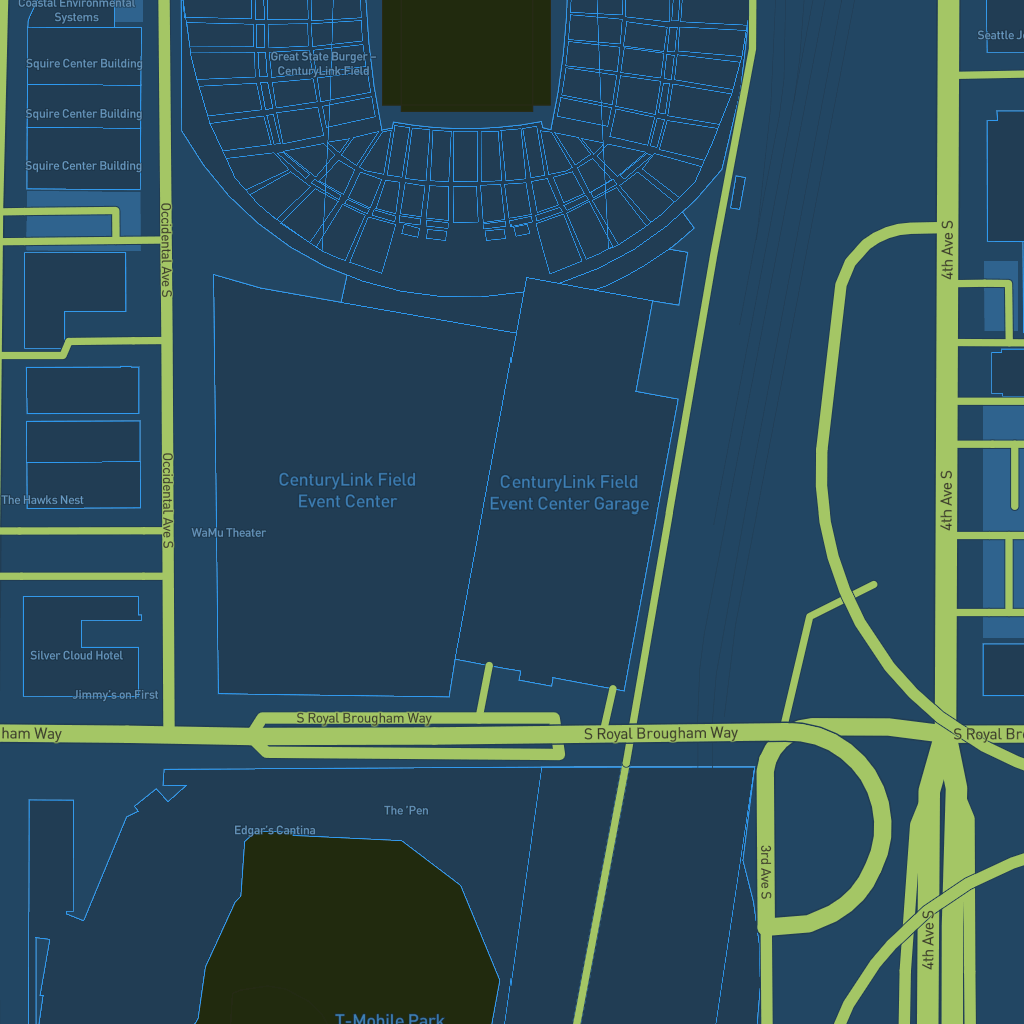 Coastal Environmental
Systems
Seattle J
Great State Burger -
CenturyLink Field
Squire Center Building
Squire Center Building
Squire Center Building
Occidental Ave S
4th Ave S
CenturyLink Field
Event Center
CenturyLink Field
Event Center Garage
The Hawks Nest
Occidental Ave S
4th Ave S
WaMu Theater
Silver Cloud Hotel
Jimmy's on First
S Royal Brougham Way
ham Way
S Royal Brougham Way
S Royal Bro
The 'Pen
Edgar's Cantina
3rd Ave S
4th Ave S
T-Mobile Park